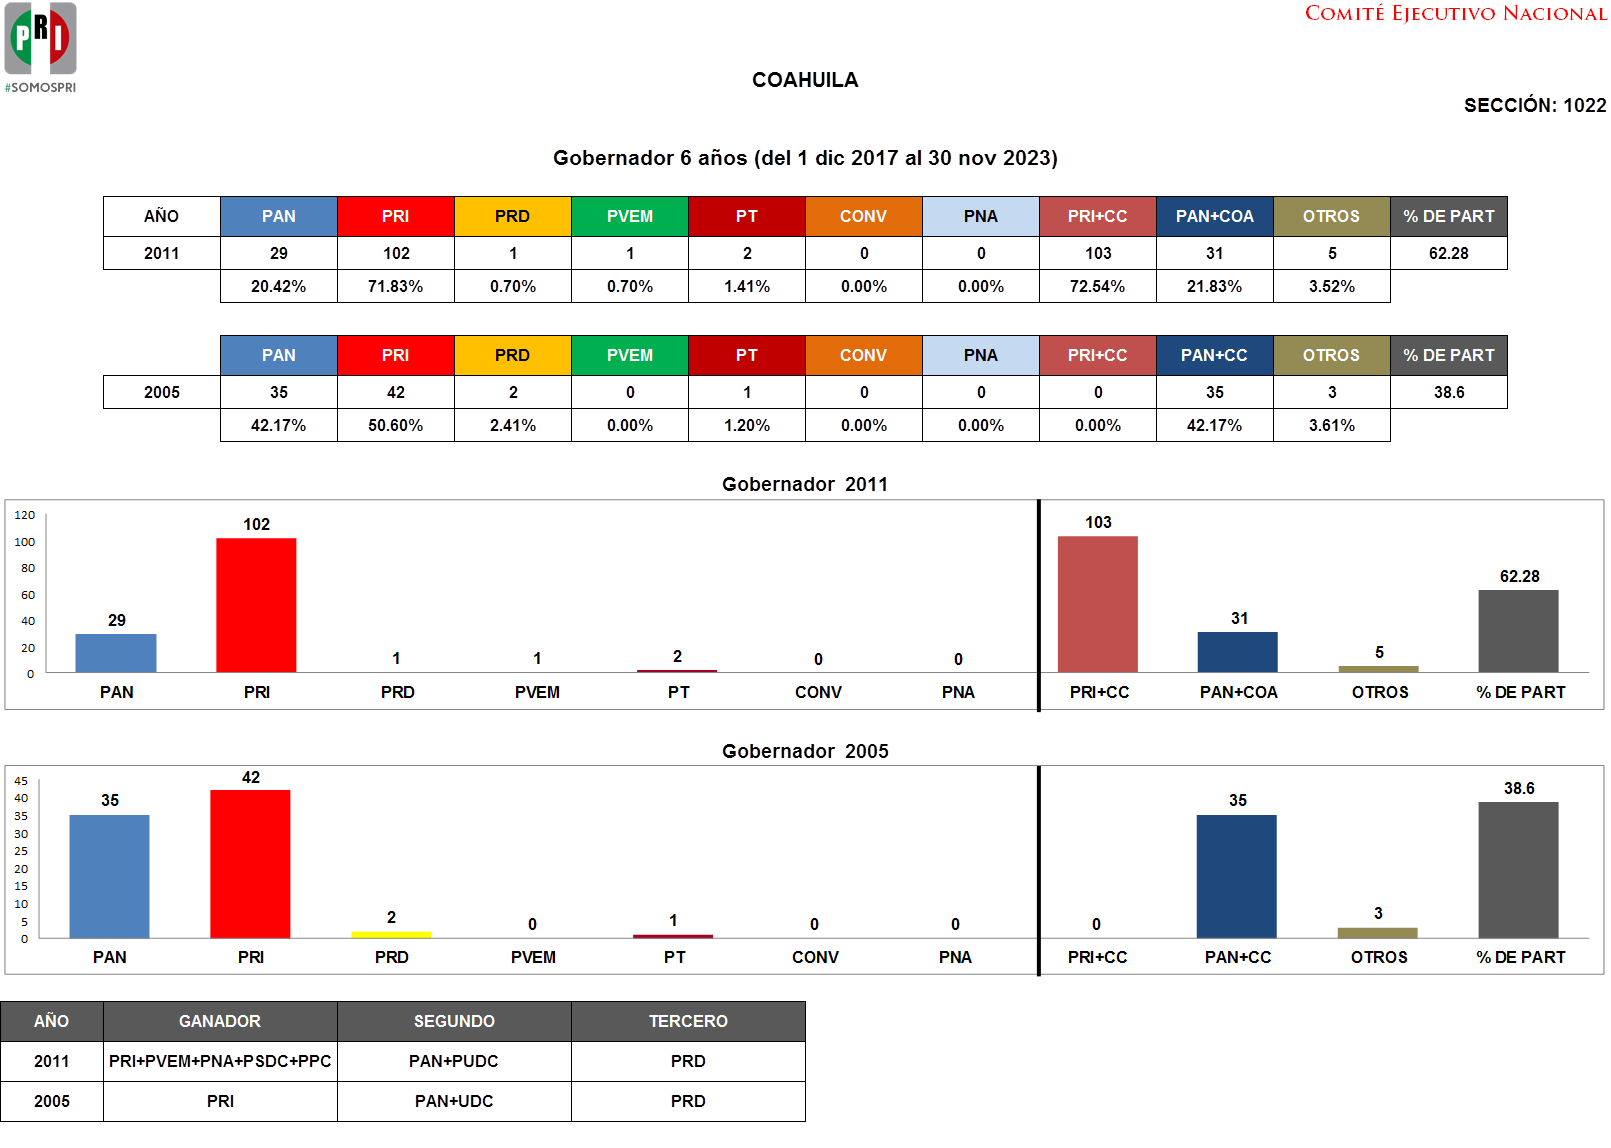 PRI
#SOMOSPRI
COMITÉ EJECUTIVO NACIONAL
COAHUILA
SECCIÓN: 1022
Gobernador 6 años (del 1 dic 2017 al 30 nov 2023)
AÑO PAN PRI PRD PVEM PT CONV PNA PRI+CC PAN+COA OTROS % DE PART
2011 29 102 1 1 2 0 0 103 31 5 62.28
20.42% 71.83% 0.70% 0.70% 1.41% 0.00% 0.00% 72.54% 21.83% 3.52%
PAN PRI PRD PVEM PT CONV PNA PRI+CC PAN+CC OTROS % DE PART
2005 35 42 2 0 1 0 0 0 35 3 38.6
42.17% 50.60% 2.41% 0.00% 1.20% 0.00% 0.00% 0.00% 42.17% 3.61%
Gobernador 2011
120
100
80
60
40
20
0
29 102 1 1 2 0 0 103 31 5 62.28
PAN PRI PRD PVEM PT CONV PNA PRI+CC PAN+COA OTROS % DE PART
Gobernador 2005
45
40
35
30
25
20
15
10
5
0
35 42 2 0 1 0 0 0 35 3 38.6
PAN PRI PRD PVEM PT CONV PNA PRI+CC PAN+CC OTROS % DE PART
AÑO GANADOR SEGUNDO TERCERO
2011 PRI+PVEM+PNA+PSDC+PPC PAN+PUDC PRD
2005 PRI PAN+UDC PRD